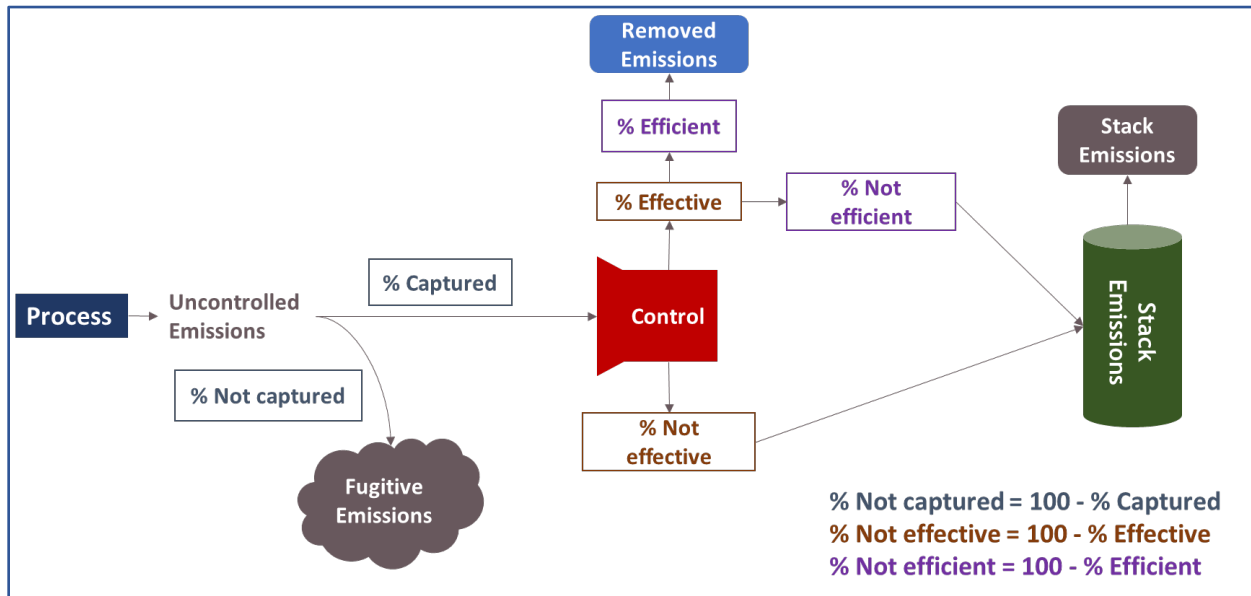 Removed
Emissions
% Efficient
Stack
Emissions
% Effective
% Not
efficient
% Captured
Process
Uncontrolled
Emissions
Control
Stack
Emissions
% Not captured
% Not
effective
Fugitive
Emissions
% Not captured = 100 - % Captured
% Not effective = 100 - % Effective
% Not efficient = 100 - % Efficient